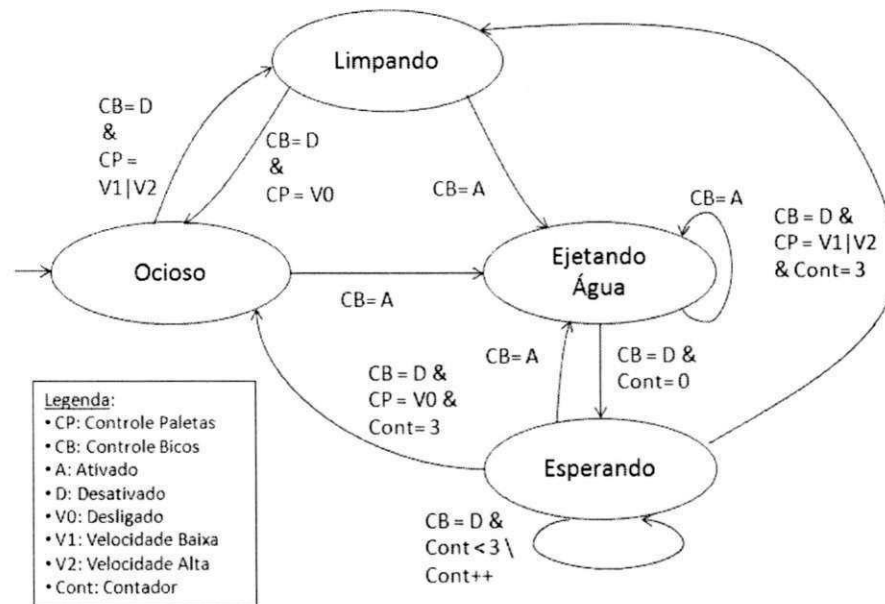 Limpando
CB= D
&
CP =
V1|V2
CB= D
&
CP = V0
CB= A
CB= A
Ocioso
Ejetando
Água
CB = D &
CP = V1|V2
& Cont= 3
CB= A
CB= A
CB = D &
Cont= 0
CB = D &
CP = V0 &
Cont= 3
Esperando
CB = D &
Cont < 3 \
Cont++
Legenda:
• CP: Controle Paletas
• CB: Controle Bicos
• A: Ativado
• D: Desativado
• V0: Desligado
• V1: Velocidade Baixa
• V2: Velocidade Alta
• Cont: Contador